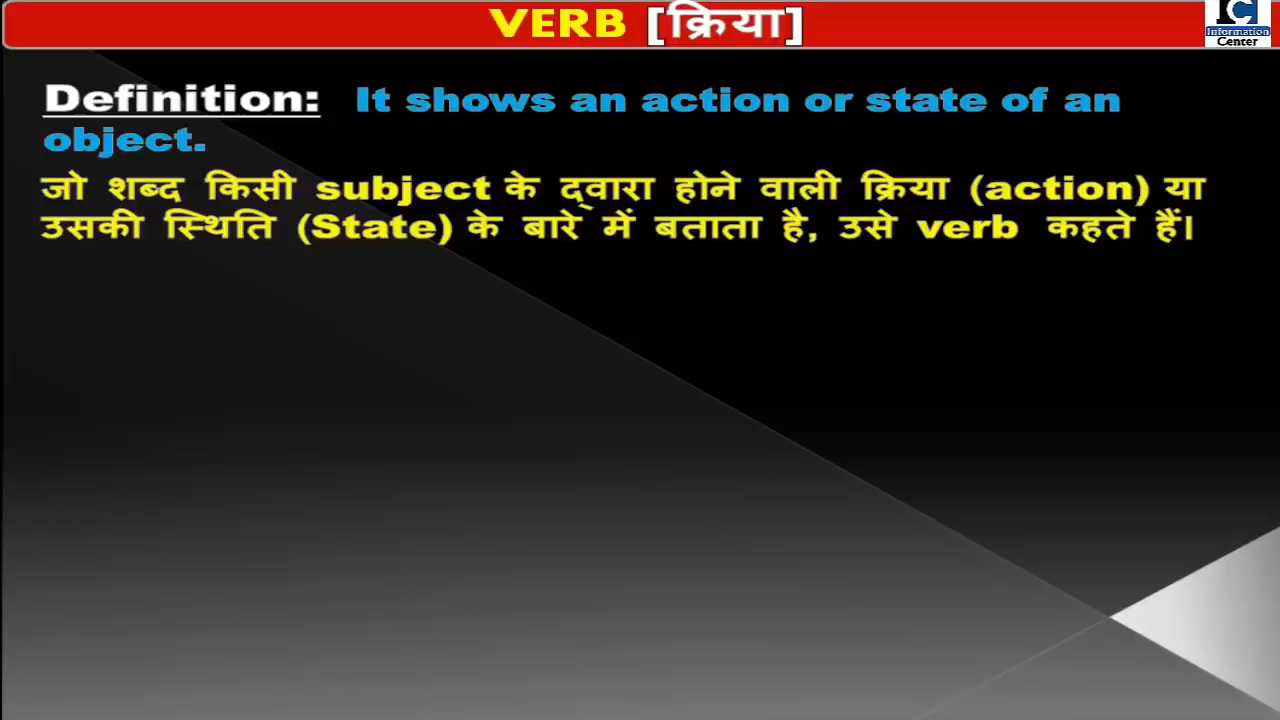 VERB [क्रिया]
IC
Information
Center
Definition: It shows an action or state of an
object.
जो शब्द किसी subject के द्वारा होने वाली क्रिया (action) या
उसकी स्थिति (State) के बारे में बताता है, उसे verb कहते हैं।